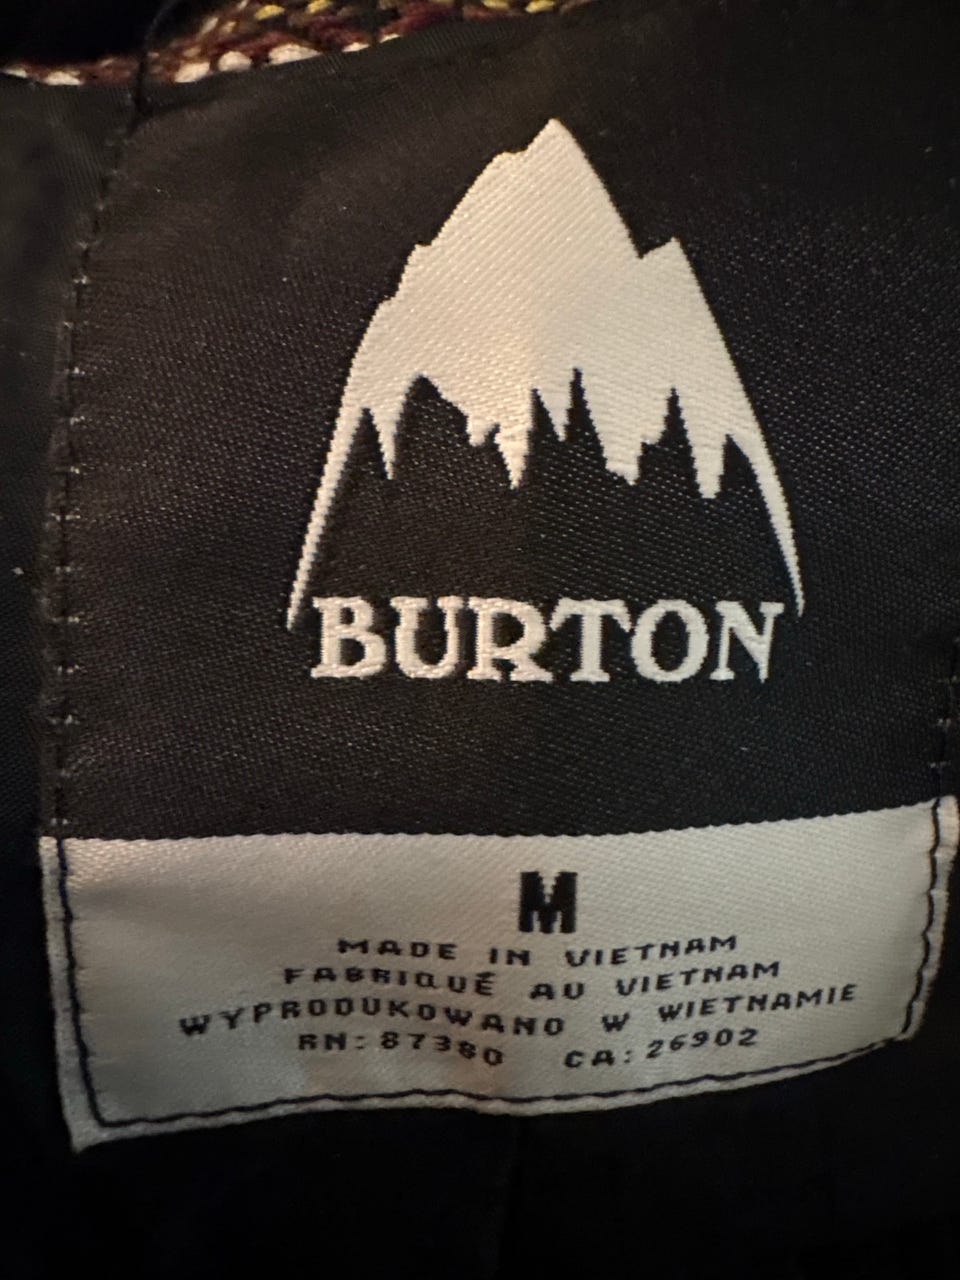 BURTON
M
MADE IN VIETNAM
FABRIQUÉ AU VIETNAM
WYPRODUKOWANO W WIETNAMIE
RN: 87380 CA: 26902